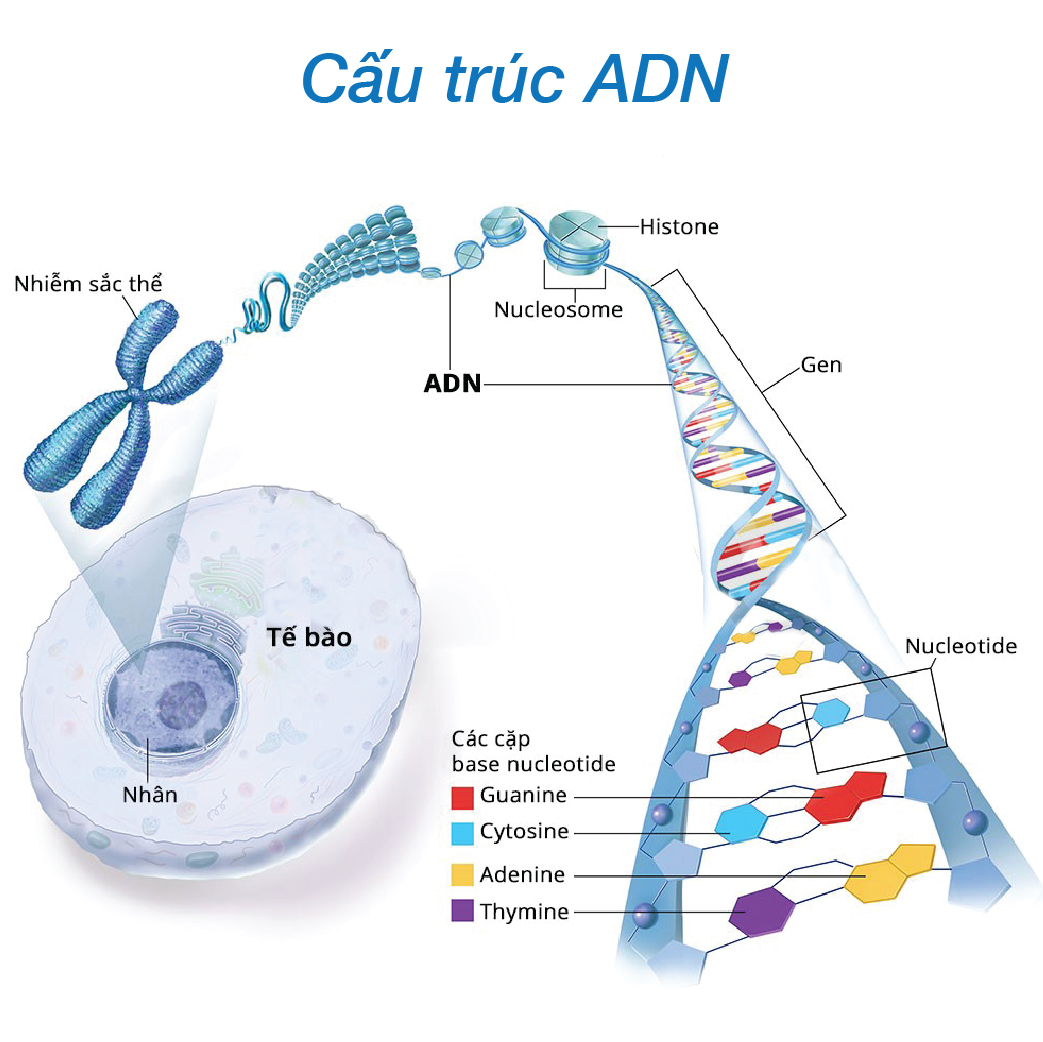 Cấu trúc ADN
Histone
Nhiễm sắc thể
Nucleosome
Gen
ADN
Tế bào
Nucleotide
Các cặp
base nucleotide
Nhân
Guanine
Cytosine
Adenine
Thymine